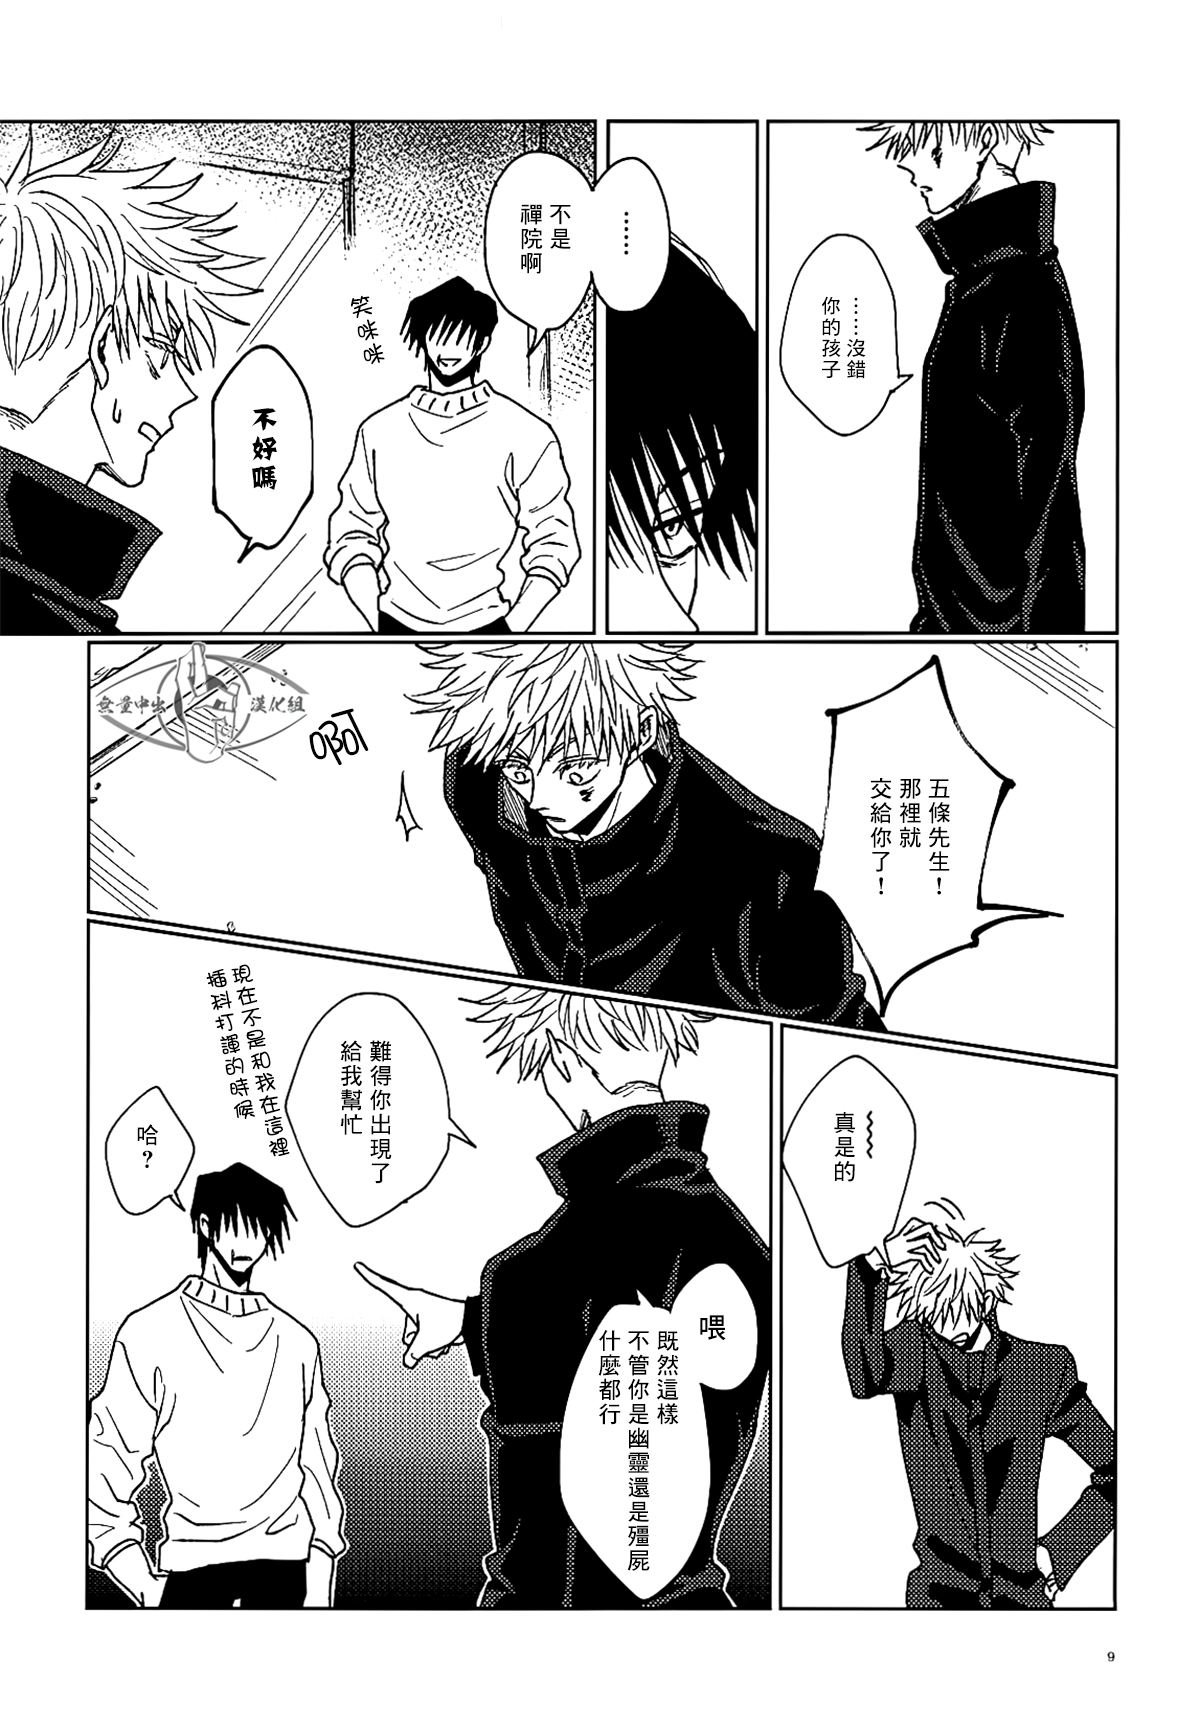 ……沒錯
你的孩子
……
不是
禪院啊
笑咪咪
不好嗎
五條先生！
那裡就
交給你了！
啊
無量中出
漢化組
真是的
喂
既然這樣
不管你是幽靈還是殭屍
什麼都行
難得你出現了
給我幫忙
現在不是和我在這裡
插科打諢的時候
哈？
9